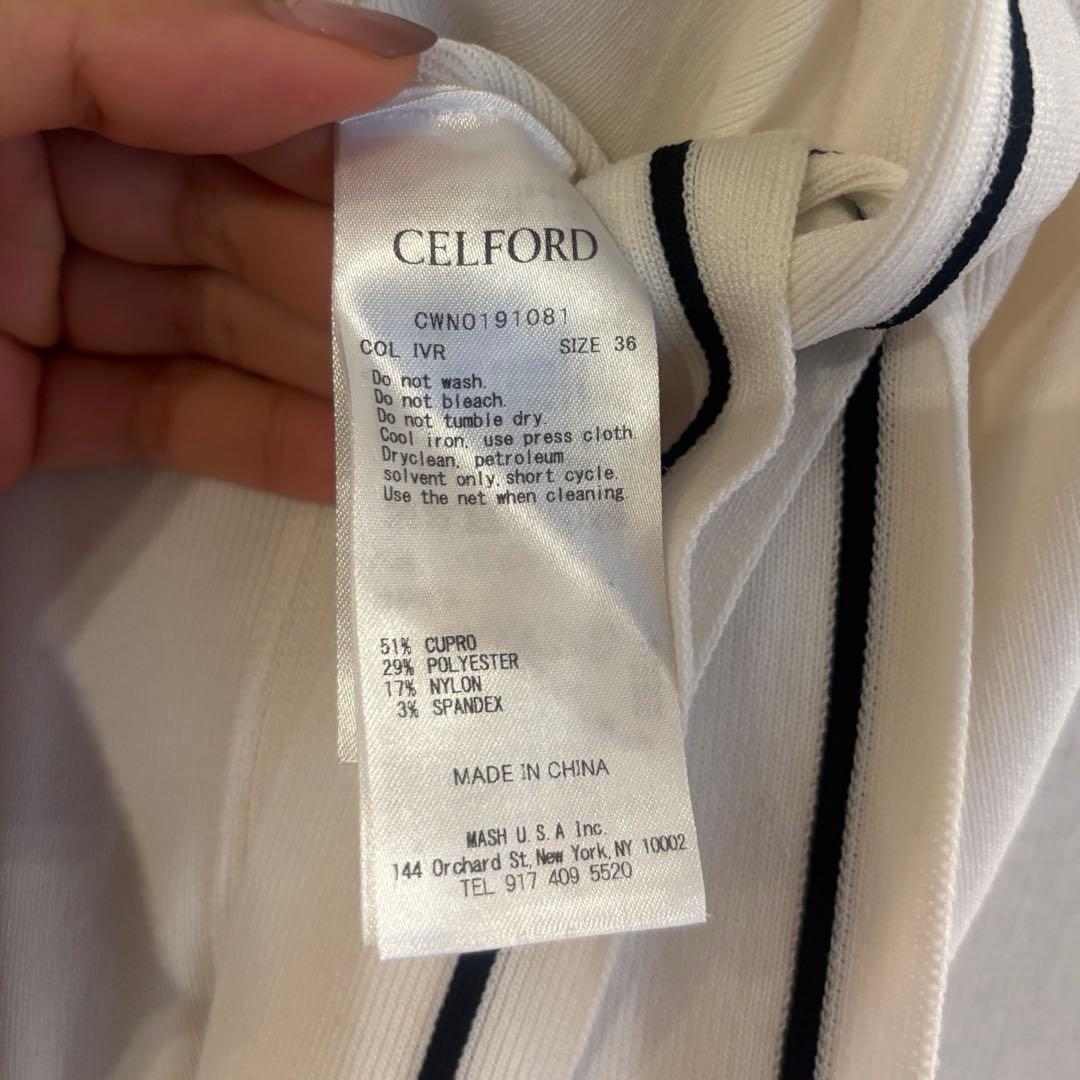 CELFORD
CWNO191081
COL IVR SIZE 36
Do not wash.
Do not bleach.
Do not tumble dry.
Cool iron, use press cloth.
Dryclean, petroleum
solvent only, short cycle.
Use the net when cleaning.
51% CUPRO
29% POLYESTER
17% NYLON
3% SPANDEX
MADE IN CHINA
MASH U.S.A Inc.
144 Orchard St, New York, NY 10002
TEL 917 409 5520